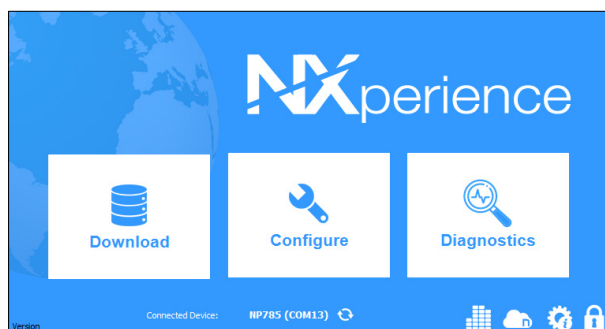 NXperience
Download
Configure
Diagnostics
Connected Device:
NP785 (COM13)
n
Version